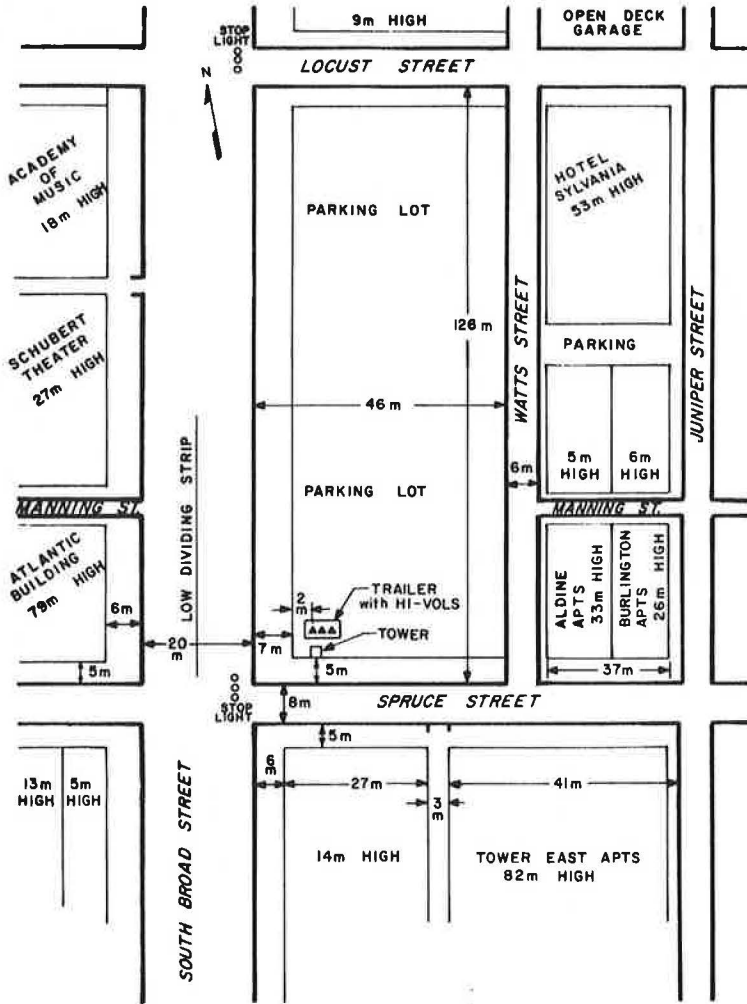 9m HIGH
OPEN DECK
GARAGE
STOP
LIGHT
LOCUST STREET
N
ACADEMY
OF
MUSIC
18m HIGH
HOTEL
SYLVANIA
53m HIGH
PARKING LOT
SCHUBERT
THEATER
27m HIGH
126 m
WATTS STREET
PARKING
JUNIPER STREET
46 m
5m
HIGH
6m
HIGH
LOW DIVIDING STRIP
PARKING LOT
6m
MANNING ST.
MANNING ST.
ATLANTIC
BUILDING
79m HIGH
ALDINE
APTS
33m HIGH
BURLINGTON
APTS
26m HIGH
2
m
TRAILER
with HI-VOLS
6m
TOWER
20
m
7m
5m
5m
37m
STOP
LIGHT
8m
SPRUCE STREET
5m
6
m
27m
41m
3
m
13m
HIGH
5m
HIGH
SOUTH BROAD STREET
14m HIGH
TOWER EAST APTS
82m HIGH